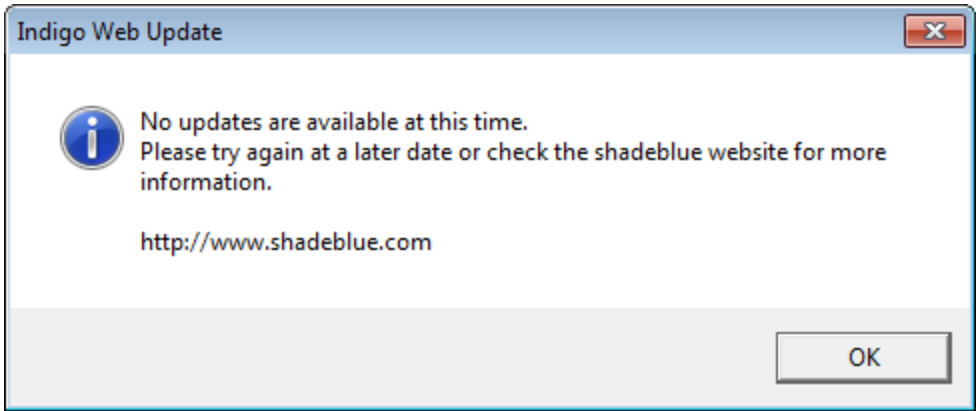 Indigo Web Update
No updates are available at this time.
Please try again at a later date or check the shadeblue website for more
information.
http://www.shadeblue.com
OK